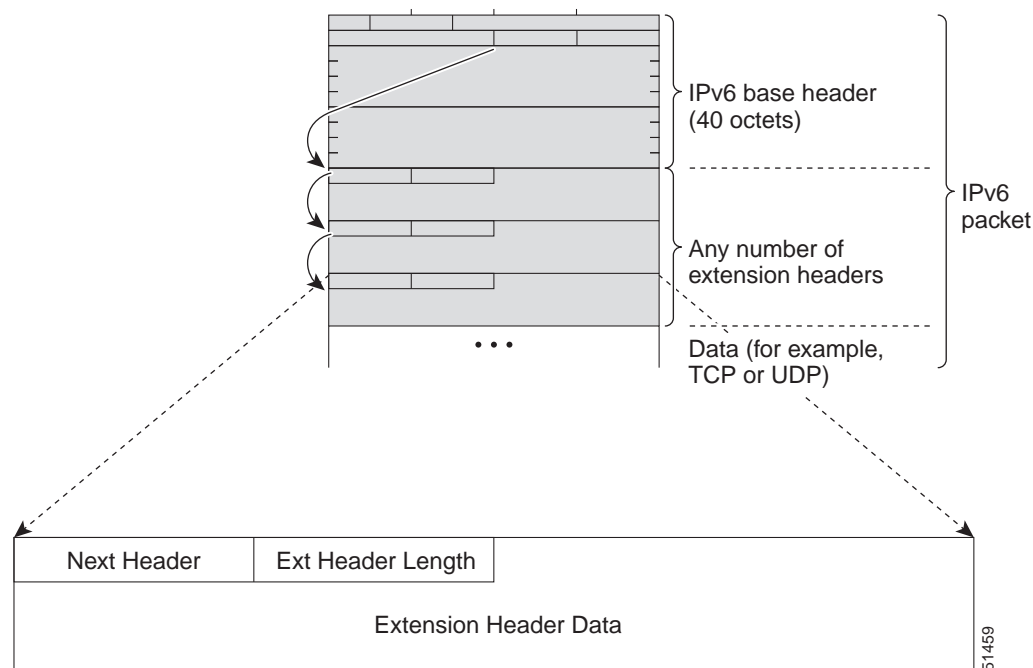 IPv6 base header
(40 octets)
IPv6
packet
Any number of
extension headers
Data (for example,
TCP or UDP)
Next Header
Ext Header Length
Extension Header Data
51459